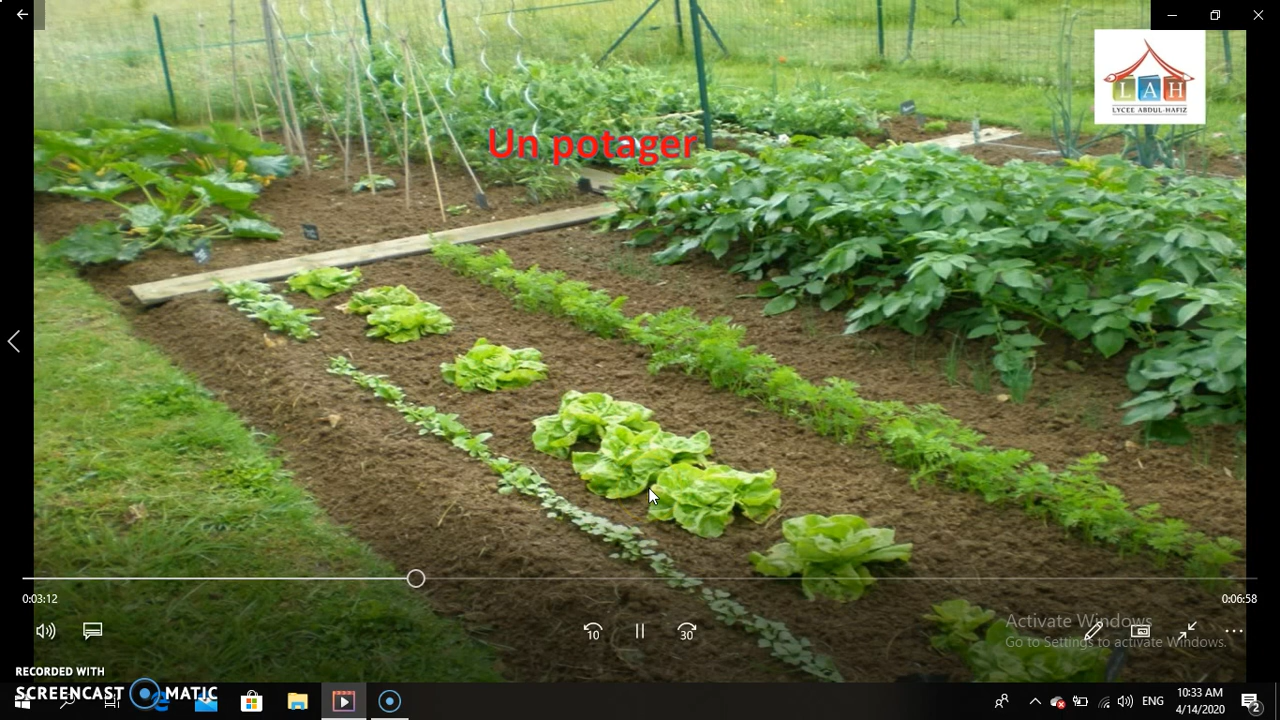 Un potager
LAH
LYCEE ABDUL-HAFIZ
0:03:12
0:06:58
10
30
Activate Windows
Go to Settings to activate Windows.
RECORDED WITH
SCREENCAST MATIC
ENG
10:33 AM
4/14/2020
2